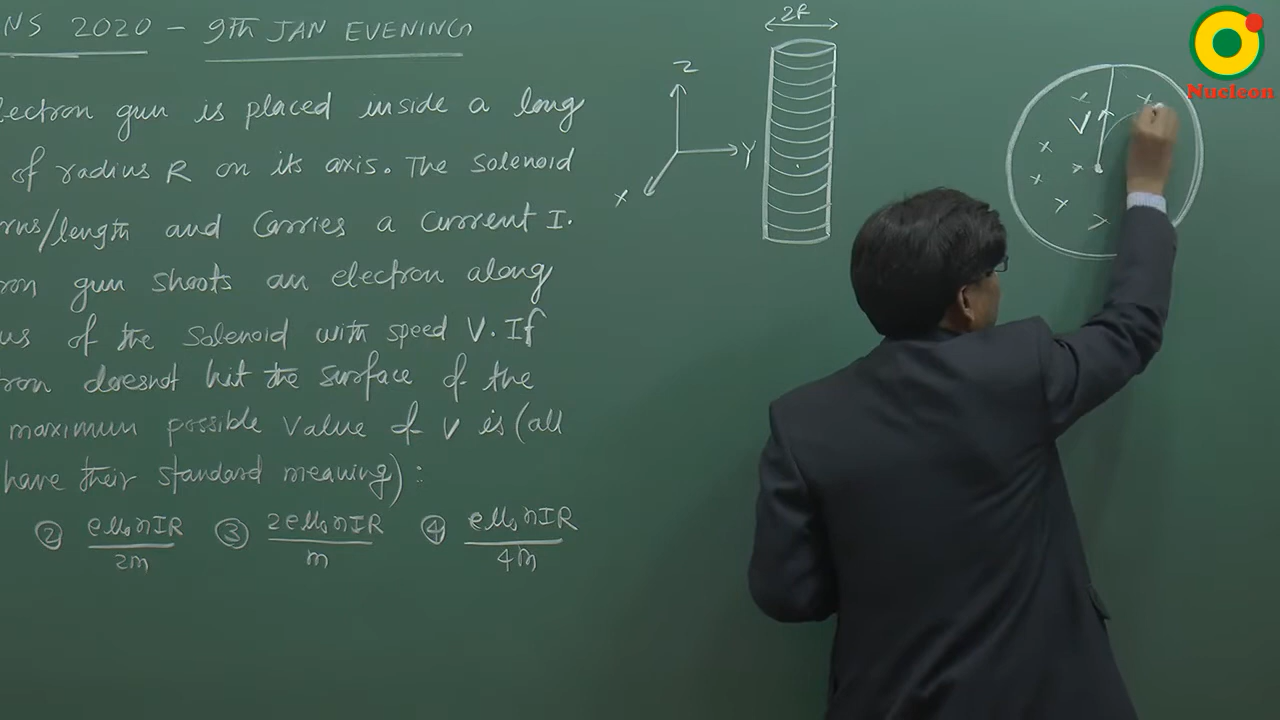 NS 2020 - 9th JAN EVENING
lectron gun is placed inside a long
of radius R on its axis. The solenoid
rns/length and Carries a Current I.
ron gun shoots an electron along
us of the Solenoid with speed V. If
ron doesnot hit the surface of the
maximum possible value of v is (all
have their standard meaning) :
② eμ₀nIR/2m ③ 2eμ₀nIR/m ④ eμ₀nIR/4m
Z
Y
X
2R
V
Nucleon